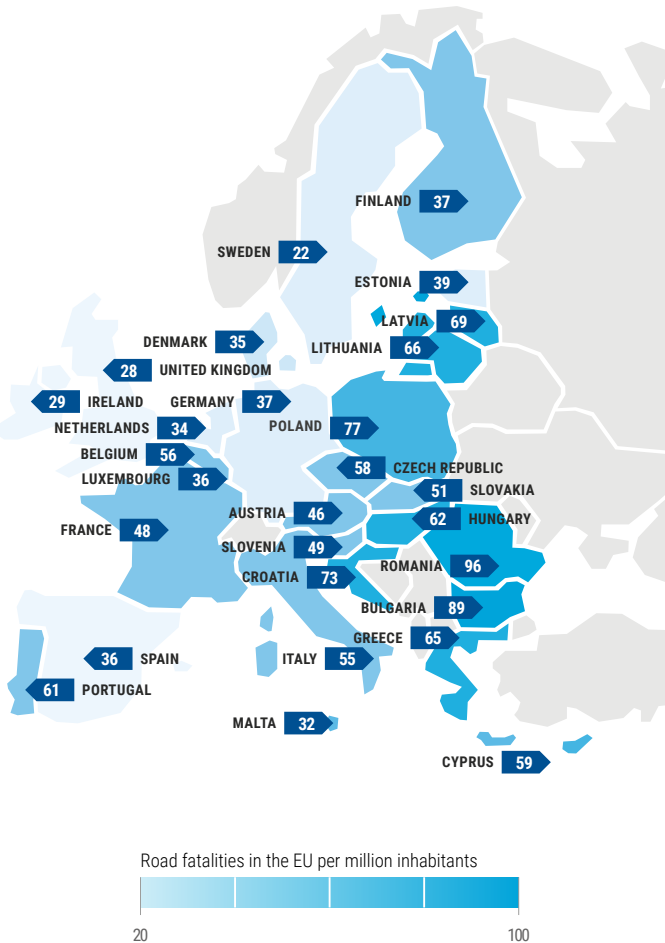 FINLAND 37
SWEDEN 22
ESTONIA 39
LATVIA 69
DENMARK 35
LITHUANIA 66
28 UNITED KINGDOM
29 IRELAND
GERMANY 37
NETHERLANDS 34
POLAND 77
BELGIUM 56
58 CZECH REPUBLIC
LUXEMBOURG 36
51 SLOVAKIA
AUSTRIA 46
62 HUNGARY
FRANCE 48
SLOVENIA 49
ROMANIA 96
CROATIA 73
BULGARIA 89
GREECE 65
36 SPAIN
ITALY 55
61 PORTUGAL
MALTA 32
CYPRUS 59
Road fatalities in the EU per million inhabitants
20 100